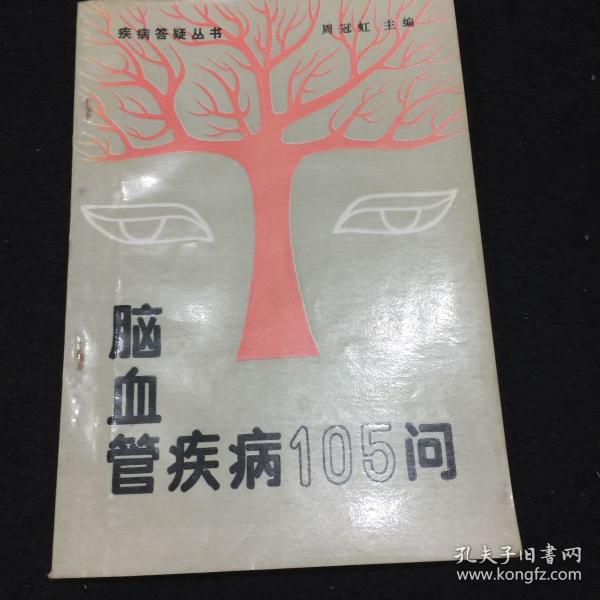 疾病答疑丛书
周冠虹 主编
脑
血
管疾病105问
孔夫子旧书网
www.kongfz.com